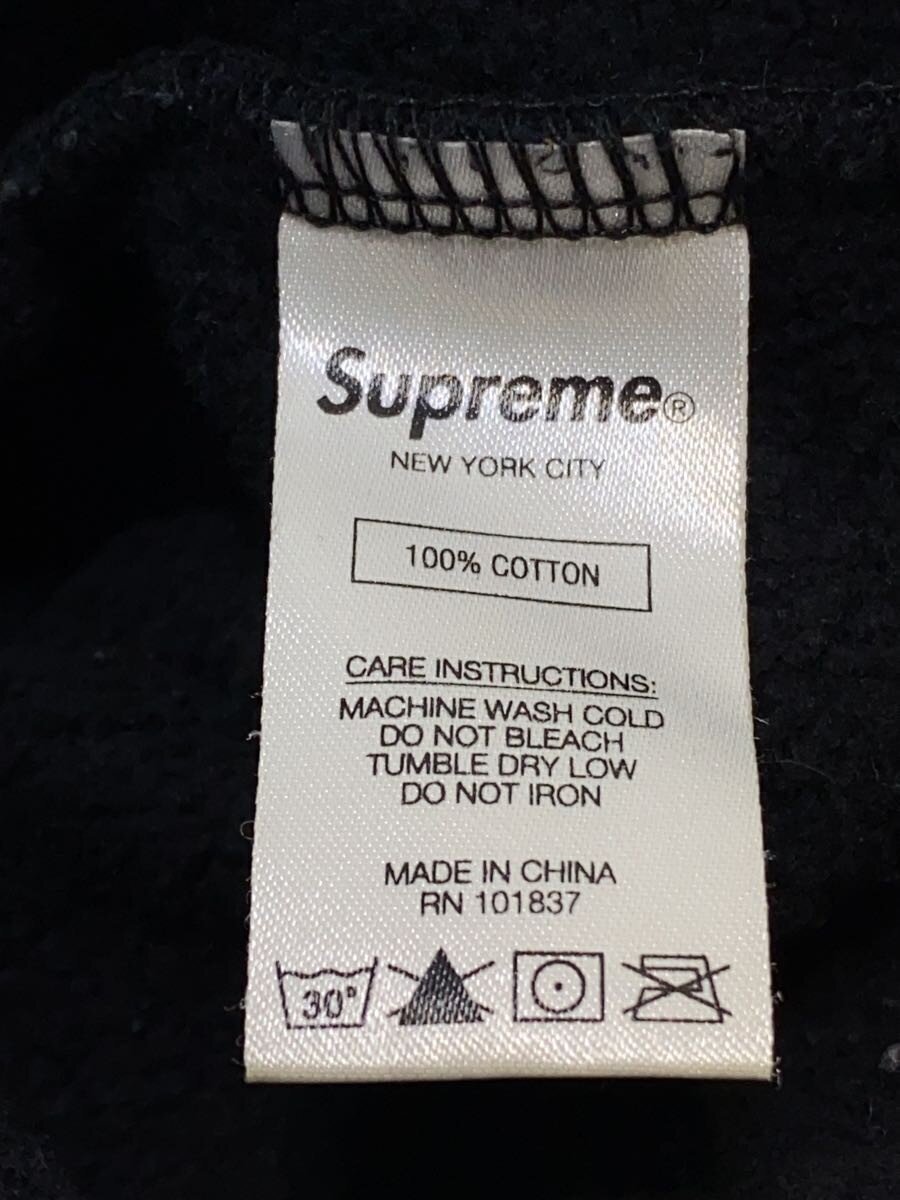 Supreme®
NEW YORK CITY
100% COTTON
CARE INSTRUCTIONS:
MACHINE WASH COLD
DO NOT BLEACH
TUMBLE DRY LOW
DO NOT IRON
MADE IN CHINA
RN 101837
30°